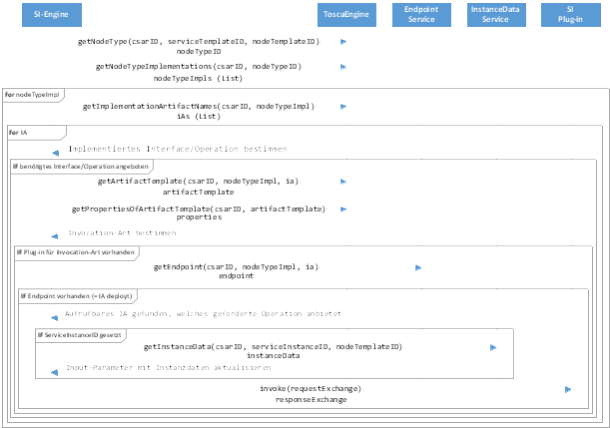 SI-Engine
ToscaEngine
Endpoint
Service
InstanceData
Service
SI
Plug-in
getNodeType(csarID, serviceTemplateID, nodeTemplateID)
nodeTypeID
getNodeTypeImplementations(csarID, nodeTypeID)
nodeTypeImpls (List)
For nodeTypeImpl
getImplementationArtifactNames(csarID, nodeTypeImpl)
iAs (List)
For IA
Implementiertes Interface/Operation bestimmen
If benötigtes Interface/Operation angeboten
getArtifactTemplate(csarID, nodeTypeImpl, ia)
artifactTemplate
getPropertiesOfArtifactTemplate(csarID, artifactTemplate)
properties
Invocation-Art bestimmen
If Plug-in für Invocation-Art vorhanden
getEndpoint(csarID, nodeTypeImpl, ia)
endpoint
If Endpoint vorhanden (= IA deployt)
Aufrufbares IA gefunden, welches geforderte Operation anbietet
If ServiceInstanceID gesetzt
getInstanceData(csarID, serviceInstanceID, nodeTemplateID)
instanceData
Input-Parameter mit Instanzdaten aktualisieren
invoke(requestExchange)
responseExchange